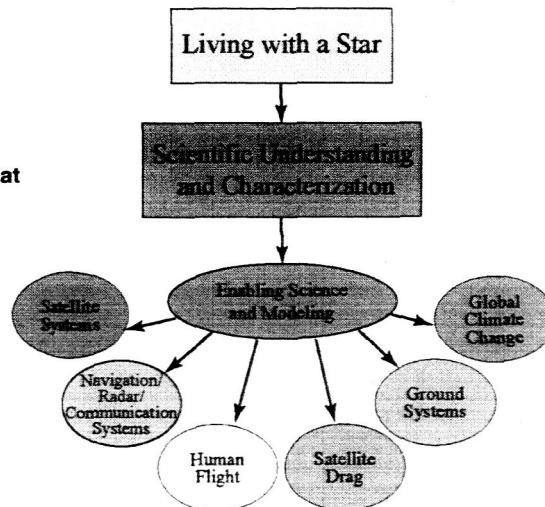 Living with a Star
at
Scientific Understanding
and Characterization
Enabling Science
and Modeling
Satellite
Systems
Global
Climate
Change
Navigation/
Radar/
Communication
Systems
Ground
Systems
Human
Flight
Satellite
Drag